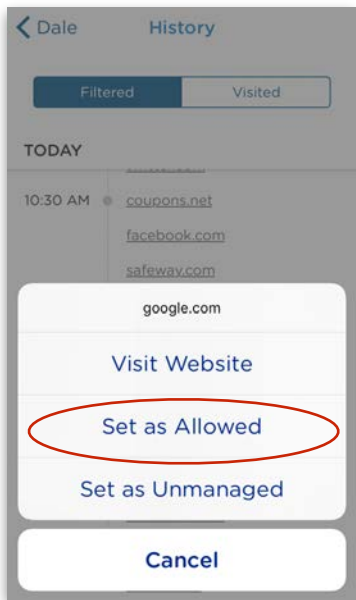 Dale
History
Filtered
Visited
TODAY
10:30 AM
coupons.net
facebook.com
safeway.com
google.com
Visit Website
Set as Allowed
Set as Unmanaged
Cancel